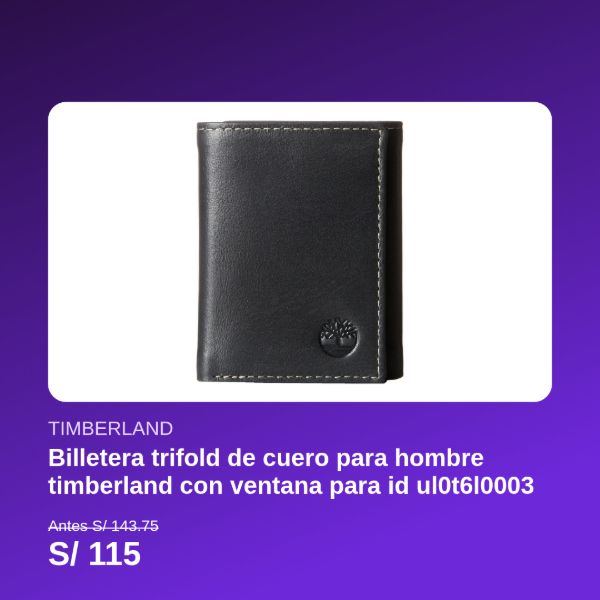 TIMBERLAND
Billetera trifold de cuero para hombre
timberland con ventana para id ul0t6l0003
Antes S/ 143.75
S/ 115